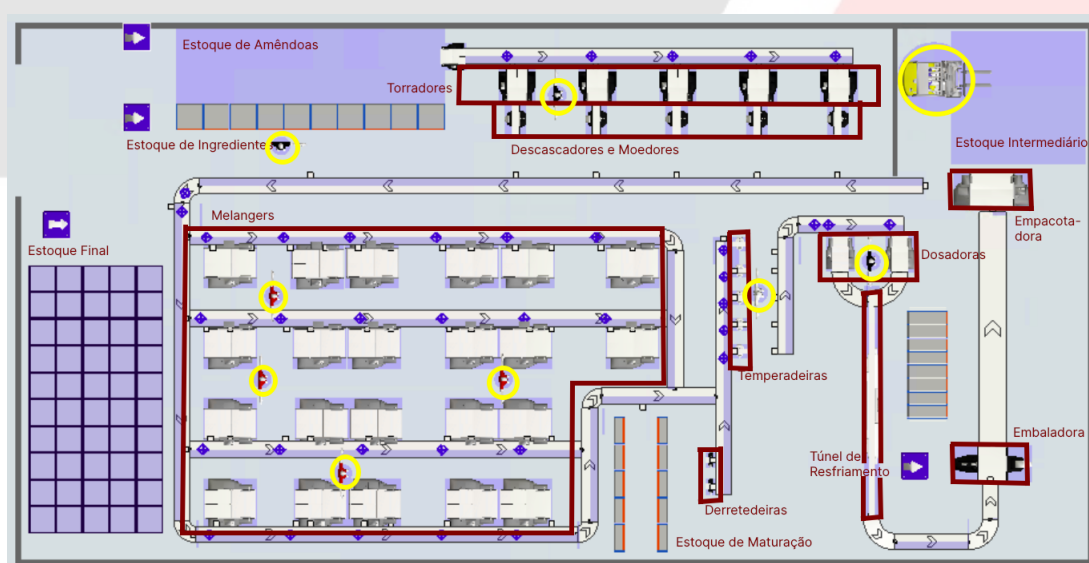 Estoque de Amêndoas
Torradores
Estoque de Ingredientes
Descascadores e Moedores
Estoque Intermediário
Melangers
Empacota-
dora
Estoque Final
Dosadoras
Temperadeiras
Embaladora
Túnel de
Resfriamento
Derretedeiras
Estoque de Maturação